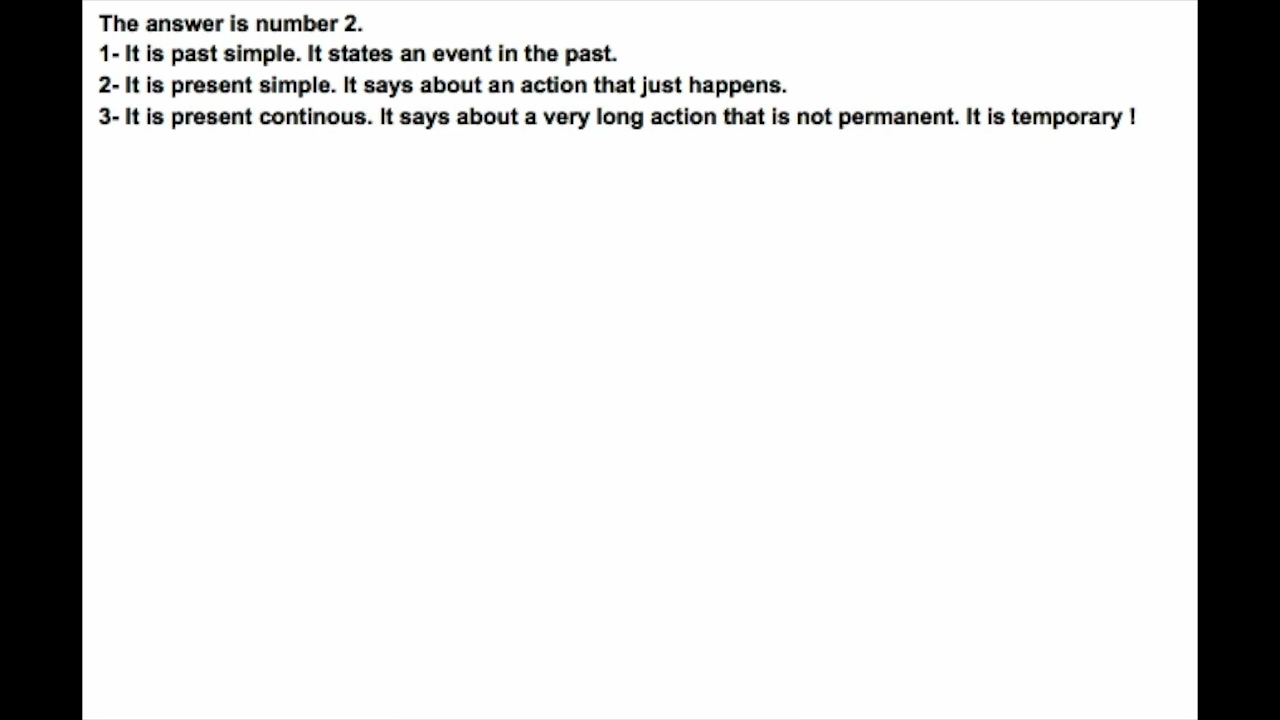 The answer is number 2.
1- It is past simple. It states an event in the past.
2- It is present simple. It says about an action that just happens.
3- It is present continous. It says about a very long action that is not permanent. It is temporary !